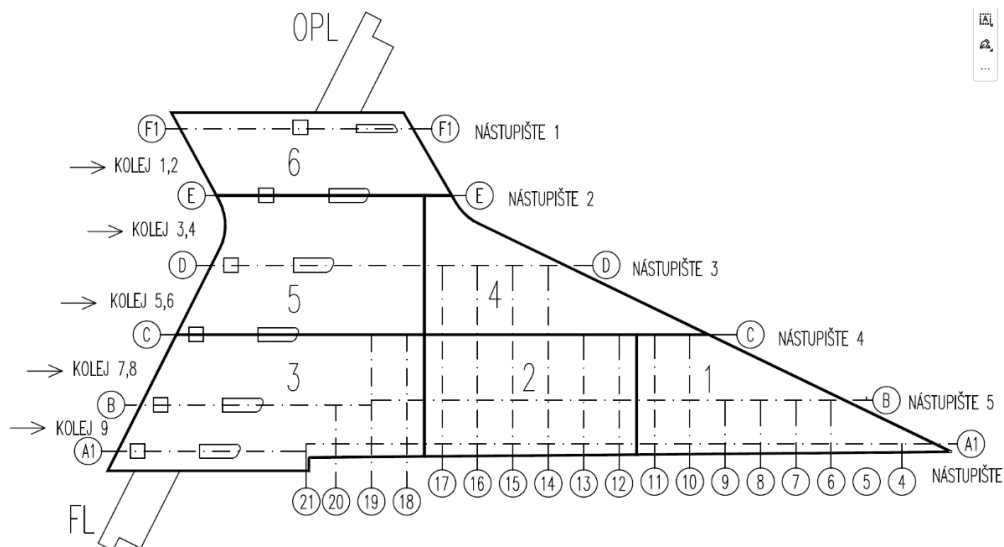 OPL
F1 F1 NÁSTUPIŠTE 1
KOLEJ 1,2 6
E E NÁSTUPIŠTE 2
KOLEJ 3,4
D D NÁSTUPIŠTE 3
KOLEJ 5,6 5 4
C C NÁSTUPIŠTE 4
KOLEJ 7,8 3 2 1
B B NÁSTUPIŠTE 5
KOLEJ 9
A1 A1
NÁSTUPIŠTE
21 20 19 18 17 16 15 14 13 12 11 10 9 8 7 6 5 4
FL